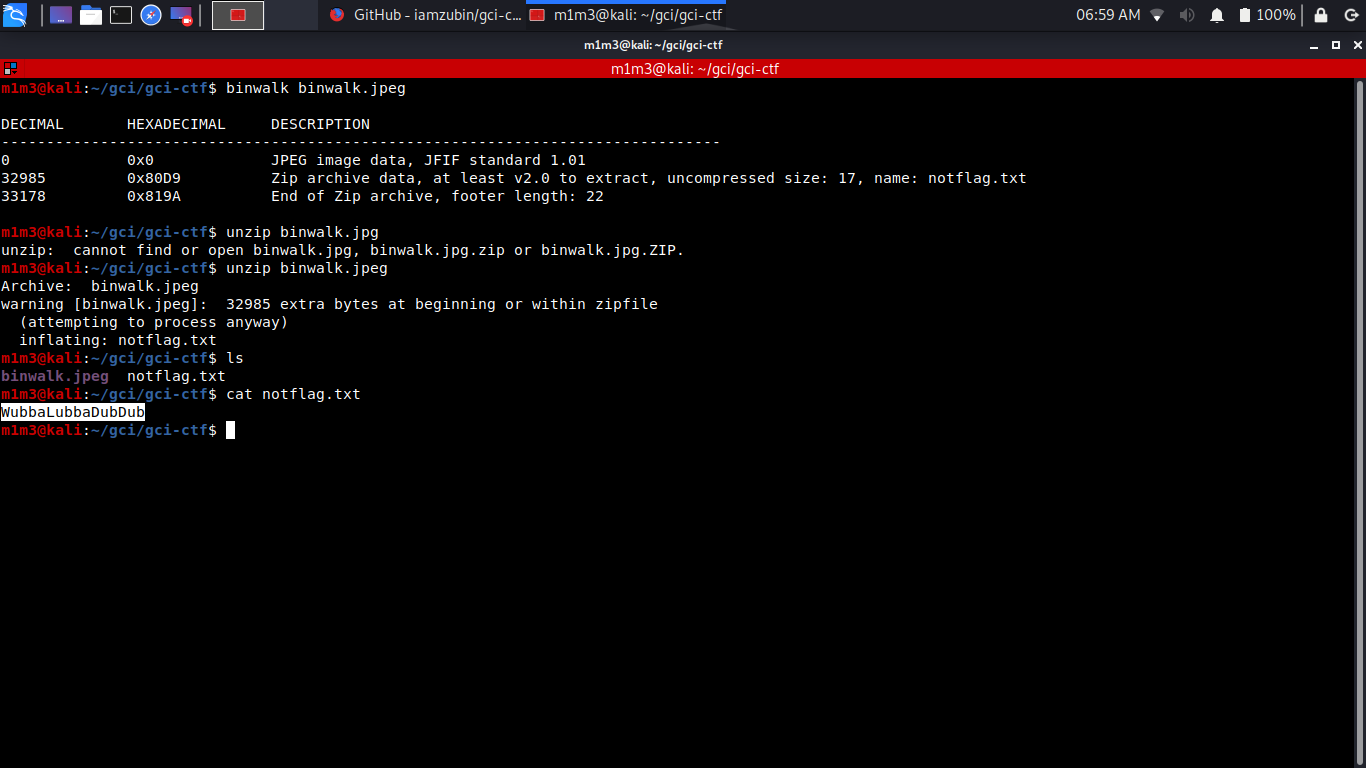 GitHub - iamzubin/gci-c... m1m3@kali: ~/gci/gci-ctf 06:59 AM 100%
m1m3@kali: ~/gci/gci-ctf
m1m3@kali: ~/gci/gci-ctf
m1m3@kali:~/gci/gci-ctf$ binwalk binwalk.jpeg
DECIMAL       HEXADECIMAL     DESCRIPTION
--------------------------------------------------------------------------------
0             0x0             JPEG image data, JFIF standard 1.01
32985         0x80D9          Zip archive data, at least v2.0 to extract, uncompressed size: 17, name: notflag.txt
33178         0x819A          End of Zip archive, footer length: 22
m1m3@kali:~/gci/gci-ctf$ unzip binwalk.jpg
unzip:  cannot find or open binwalk.jpg, binwalk.jpg.zip or binwalk.jpg.ZIP.
m1m3@kali:~/gci/gci-ctf$ unzip binwalk.jpeg
Archive:  binwalk.jpeg
warning [binwalk.jpeg]:  32985 extra bytes at beginning or within zipfile
  (attempting to process anyway)
  inflating: notflag.txt
m1m3@kali:~/gci/gci-ctf$ ls
binwalk.jpeg  notflag.txt
m1m3@kali:~/gci/gci-ctf$ cat notflag.txt
WubbaLubbaDubDub
m1m3@kali:~/gci/gci-ctf$